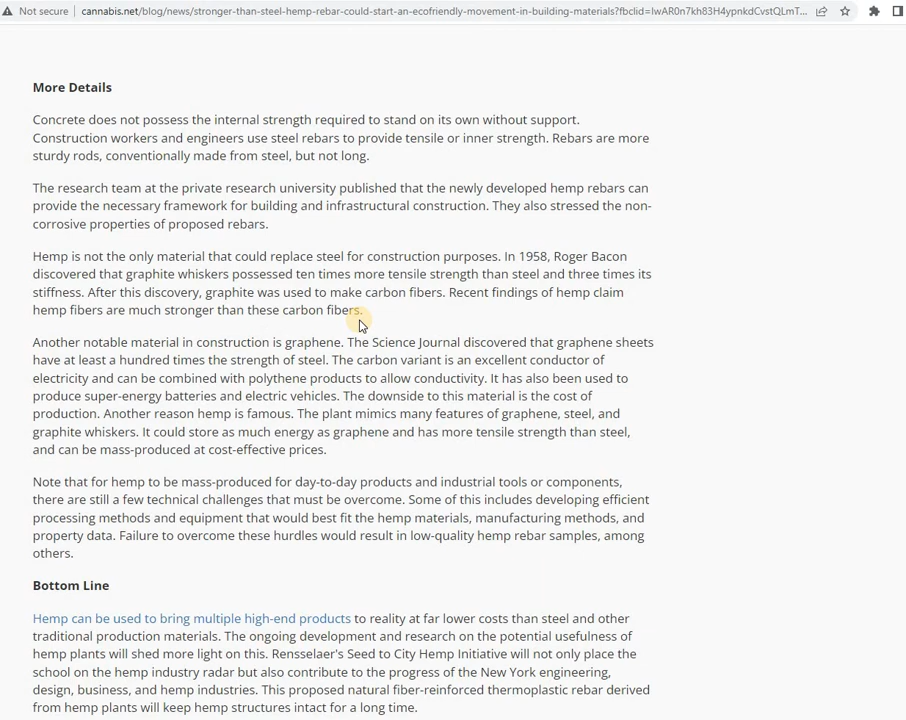 Not secure | cannabis.net/blog/news/stronger-than-steel-hemp-rebar-could-start-an-ecofriendly-movement-in-building-materials?fbclid=IwAR0n7kh83H4ypnkdCvstQLmT...
More Details
Concrete does not possess the internal strength required to stand on its own without support.
Construction workers and engineers use steel rebars to provide tensile or inner strength. Rebars are more
sturdy rods, conventionally made from steel, but not long.
The research team at the private research university published that the newly developed hemp rebars can
provide the necessary framework for building and infrastructural construction. They also stressed the non-
corrosive properties of proposed rebars.
Hemp is not the only material that could replace steel for construction purposes. In 1958, Roger Bacon
discovered that graphite whiskers possessed ten times more tensile strength than steel and three times its
stiffness. After this discovery, graphite was used to make carbon fibers. Recent findings of hemp claim
hemp fibers are much stronger than these carbon fibers.
Another notable material in construction is graphene. The Science Journal discovered that graphene sheets
have at least a hundred times the strength of steel. The carbon variant is an excellent conductor of
electricity and can be combined with polythene products to allow conductivity. It has also been used to
produce super-energy batteries and electric vehicles. The downside to this material is the cost of
production. Another reason hemp is famous. The plant mimics many features of graphene, steel, and
graphite whiskers. It could store as much energy as graphene and has more tensile strength than steel,
and can be mass-produced at cost-effective prices.
Note that for hemp to be mass-produced for day-to-day products and industrial tools or components,
there are still a few technical challenges that must be overcome. Some of this includes developing efficient
processing methods and equipment that would best fit the hemp materials, manufacturing methods, and
property data. Failure to overcome these hurdles would result in low-quality hemp rebar samples, among
others.
Bottom Line
Hemp can be used to bring multiple high-end products to reality at far lower costs than steel and other
traditional production materials. The ongoing development and research on the potential usefulness of
hemp plants will shed more light on this. Rensselaer's Seed to City Hemp Initiative will not only place the
school on the hemp industry radar but also contribute to the progress of the New York engineering,
design, business, and hemp industries. This proposed natural fiber-reinforced thermoplastic rebar derived
from hemp plants will keep hemp structures intact for a long time.